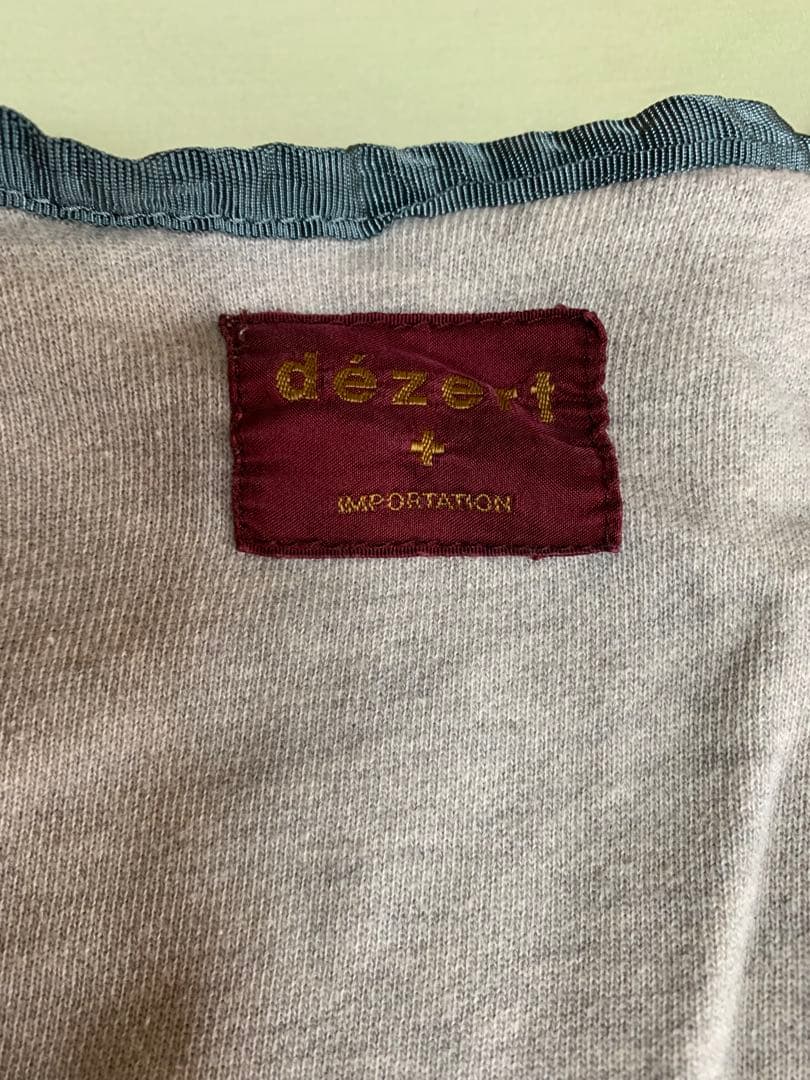 dézert
+
IMPORTATION